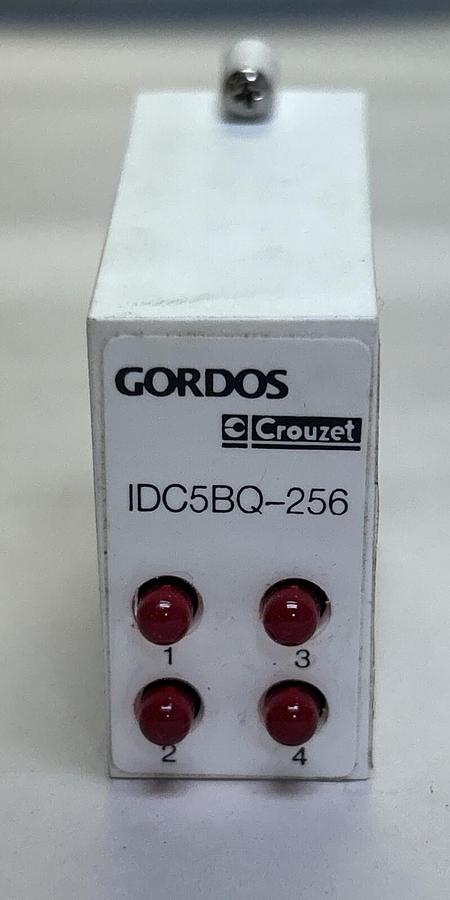 GORDOS
Crouzet
IDC5BQ-256
1 3
2 4